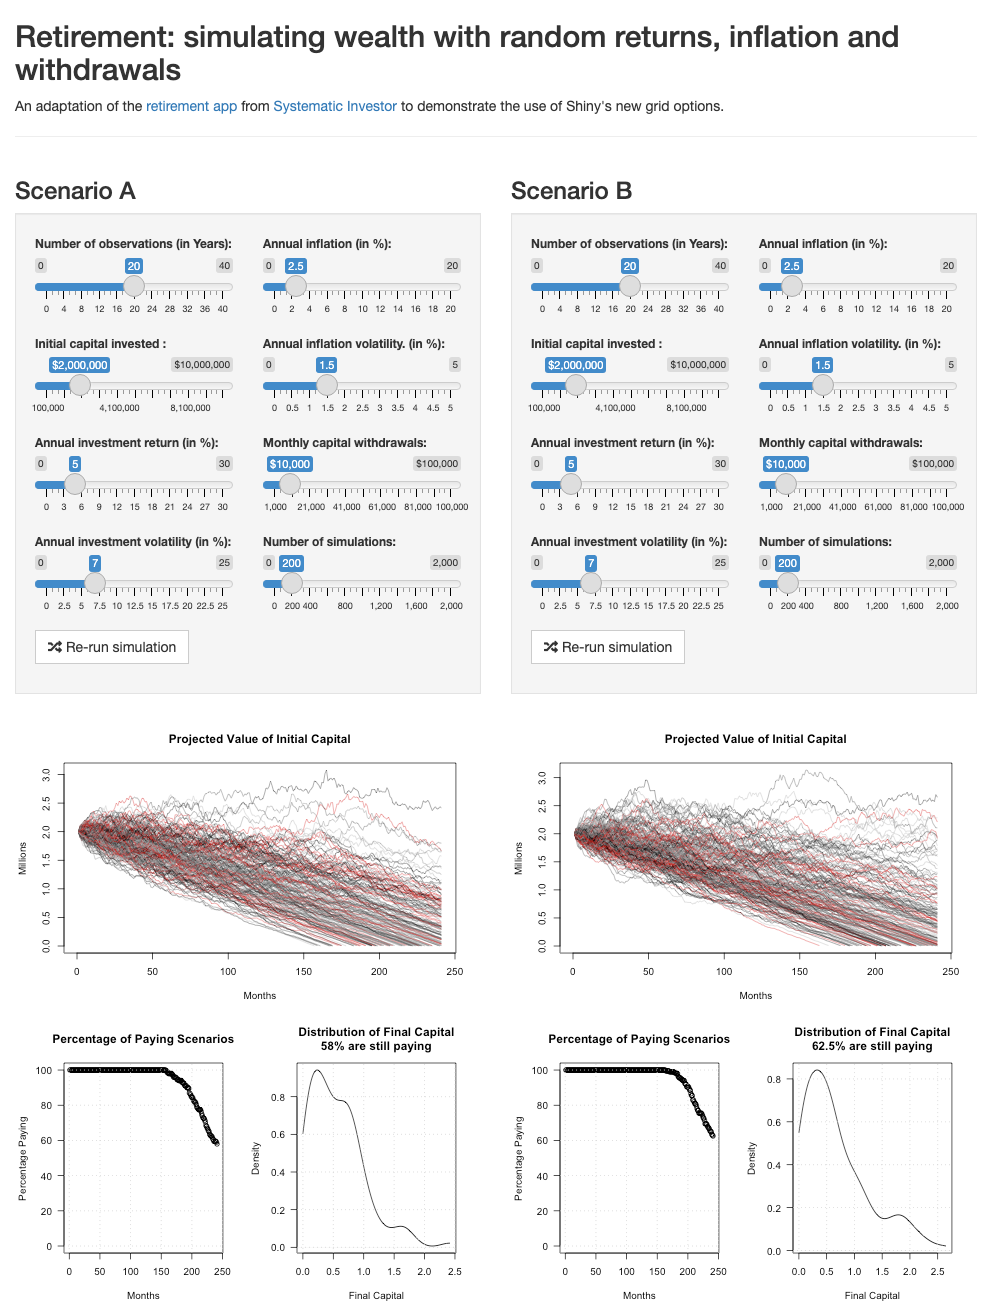 Retirement: simulating wealth with random returns, inflation and
withdrawals
An adaptation of the retirement app from Systematic Investor to demonstrate the use of Shiny's new grid options.
Scenario A
Number of observations (in Years):
0 20 40
0 4 8 12 16 20 24 28 32 36 40
Annual inflation (in %):
0 2.5 20
0 2 4 6 8 10 12 14 16 18 20
Initial capital invested :
$2,000,000 $10,000,000
100,000 4,100,000 8,100,000
Annual inflation volatility. (in %):
0 1.5 5
0 0.5 1 1.5 2 2.5 3 3.5 4 4.5 5
Annual investment return (in %):
0 5 30
0 3 6 9 12 15 18 21 24 27 30
Monthly capital withdrawals:
$10,000 $100,000
1,000 21,000 41,000 61,000 81,000 100,000
Annual investment volatility (in %):
0 7 25
0 2.5 5 7.5 10 12.5 15 17.5 20 22.5 25
Number of simulations:
0 200 2,000
0 200 400 800 1,200 1,600 2,000
Re-run simulation
Scenario B
Number of observations (in Years):
0 20 40
0 4 8 12 16 20 24 28 32 36 40
Annual inflation (in %):
0 2.5 20
0 2 4 6 8 10 12 14 16 18 20
Initial capital invested :
$2,000,000 $10,000,000
100,000 4,100,000 8,100,000
Annual inflation volatility. (in %):
0 1.5 5
0 0.5 1 1.5 2 2.5 3 3.5 4 4.5 5
Annual investment return (in %):
0 5 30
0 3 6 9 12 15 18 21 24 27 30
Monthly capital withdrawals:
$10,000 $100,000
1,000 21,000 41,000 61,000 81,000 100,000
Annual investment volatility (in %):
0 7 25
0 2.5 5 7.5 10 12.5 15 17.5 20 22.5 25
Number of simulations:
0 200 2,000
0 200 400 800 1,200 1,600 2,000
Re-run simulation
Projected Value of Initial Capital
Millions
3.0
2.5
2.0
1.5
1.0
0.5
0.0
0 50 100 150 200 250
Months
Projected Value of Initial Capital
Millions
3.0
2.5
2.0
1.5
1.0
0.5
0.0
0 50 100 150 200 250
Months
Percentage of Paying Scenarios
Percentage Paying
100
80
60
40
20
0
0 50 100 150 200 250
Months
Distribution of Final Capital
58% are still paying
Density
0.8
0.6
0.4
0.2
0.0
0.0 0.5 1.0 1.5 2.0 2.5
Final Capital
Percentage of Paying Scenarios
Percentage Paying
100
80
60
40
20
0
0 50 100 150 200 250
Months
Distribution of Final Capital
62.5% are still paying
Density
0.8
0.6
0.4
0.2
0.0
0.0 0.5 1.0 1.5 2.0 2.5
Final Capital